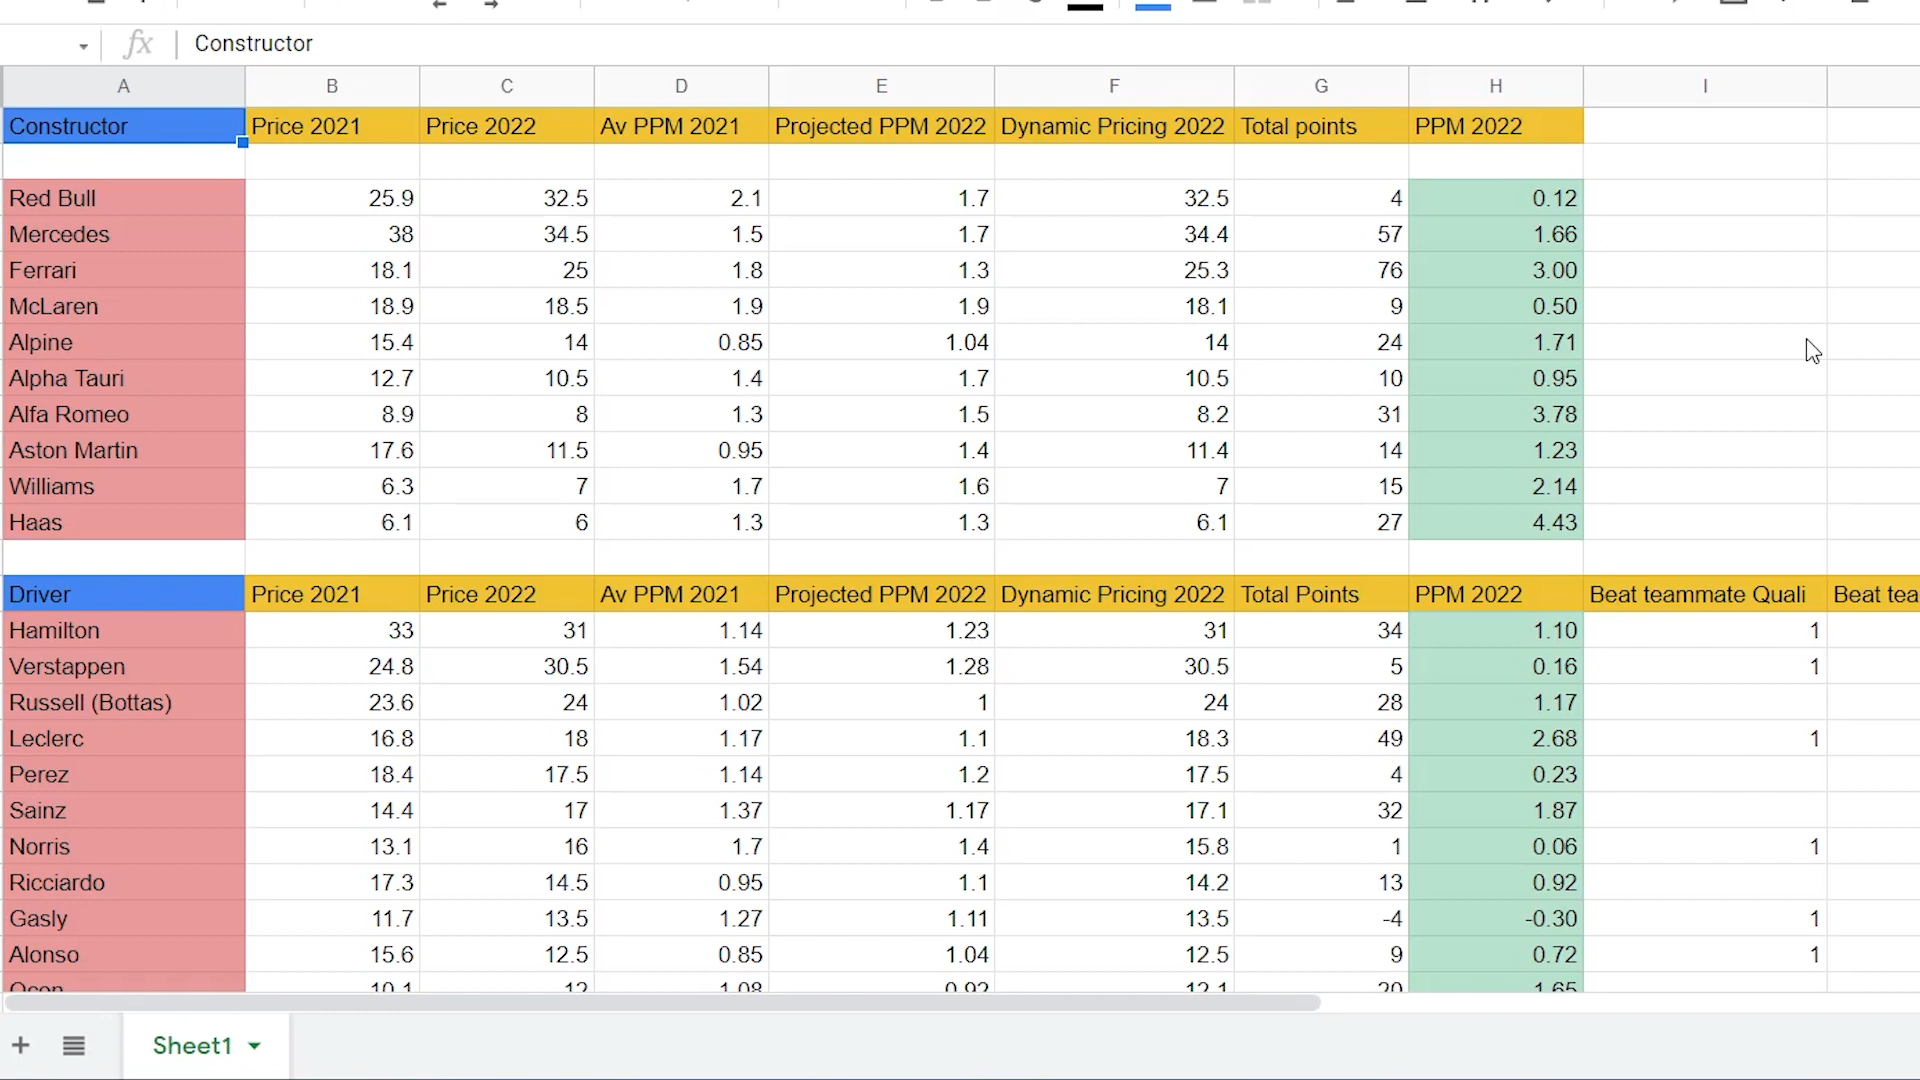 fx Constructor
A B C D E F G H I
Constructor Price 2021 Price 2022 Av PPM 2021 Projected PPM 2022 Dynamic Pricing 2022 Total points PPM 2022
Red Bull 25.9 32.5 2.1 1.7 32.5 4 0.12
Mercedes 38 34.5 1.5 1.7 34.4 57 1.66
Ferrari 18.1 25 1.8 1.3 25.3 76 3.00
McLaren 18.9 18.5 1.9 1.9 18.1 9 0.50
Alpine 15.4 14 0.85 1.04 14 24 1.71
Alpha Tauri 12.7 10.5 1.4 1.7 10.5 10 0.95
Alfa Romeo 8.9 8 1.3 1.5 8.2 31 3.78
Aston Martin 17.6 11.5 0.95 1.4 11.4 14 1.23
Williams 6.3 7 1.7 1.6 7 15 2.14
Haas 6.1 6 1.3 1.3 6.1 27 4.43
Driver Price 2021 Price 2022 Av PPM 2021 Projected PPM 2022 Dynamic Pricing 2022 Total Points PPM 2022 Beat teammate Quali Beat tea
Hamilton 33 31 1.14 1.23 31 34 1.10 1
Verstappen 24.8 30.5 1.54 1.28 30.5 5 0.16 1
Russell (Bottas) 23.6 24 1.02 1 24 28 1.17
Leclerc 16.8 18 1.17 1.1 18.3 49 2.68 1
Perez 18.4 17.5 1.14 1.2 17.5 4 0.23
Sainz 14.4 17 1.37 1.17 17.1 32 1.87
Norris 13.1 16 1.7 1.4 15.8 1 0.06 1
Ricciardo 17.3 14.5 0.95 1.1 14.2 13 0.92
Gasly 11.7 13.5 1.27 1.11 13.5 -4 -0.30 1
Alonso 15.6 12.5 0.85 1.04 12.5 9 0.72 1
Ocon 10.1 12 1.08 0.92 12.1 20 1.65
Sheet1